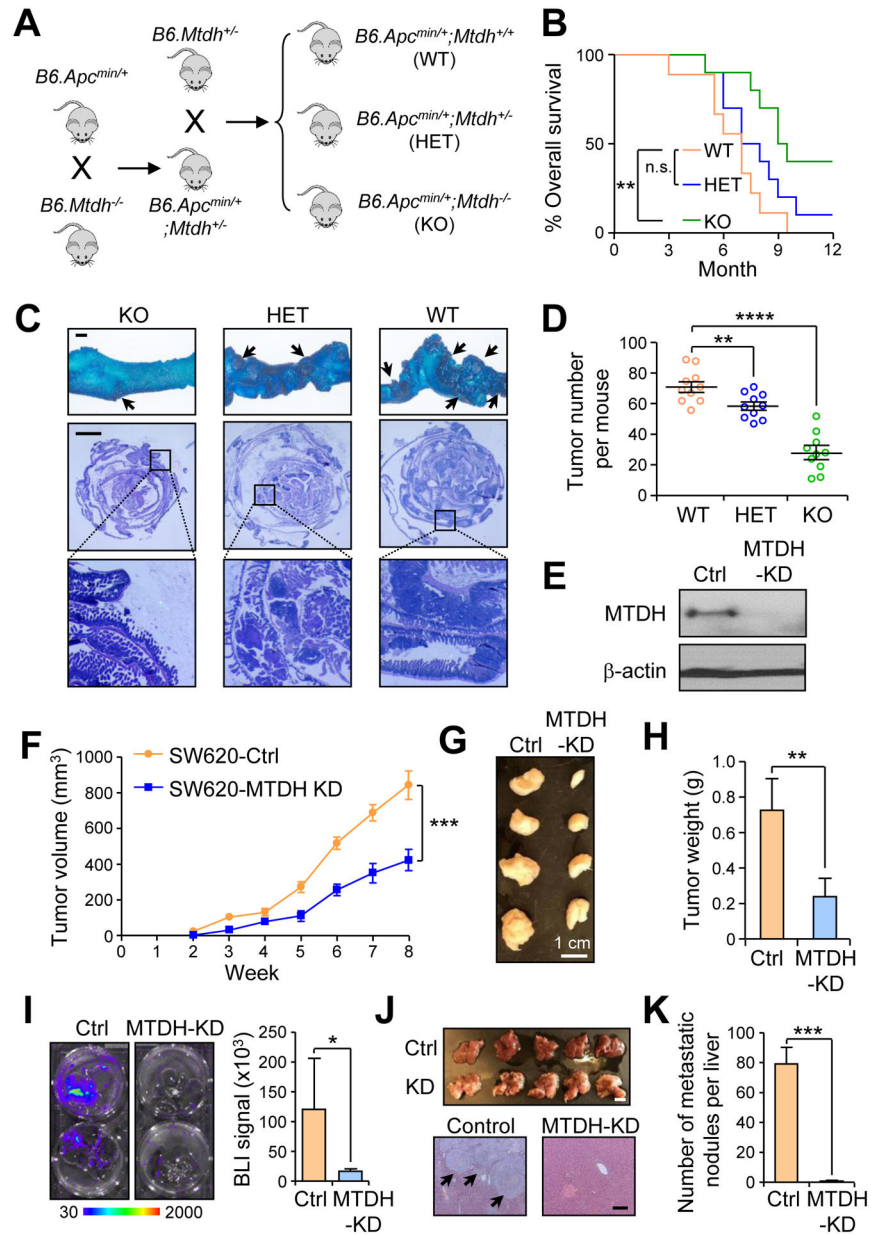 A
B6.Apcmin/+
X
B6.Mtdh-/-
B6.Mtdh+/-
X
B6.Apcmin/+
;Mtdh+/-
B6.Apcmin/+;Mtdh+/+
(WT)
B6.Apcmin/+;Mtdh+/-
(HET)
B6.Apcmin/+;Mtdh-/-
(KO)
B
% Overall survival
100
50
0
0 3 6 9 12
Month
WT
HET
KO
n.s.
**
C
KO HET WT
D
****
**
Tumor number
per mouse
100
80
60
40
20
0
WT HET KO
E
Ctrl MTDH
-KD
MTDH
β-actin
F
Tumor volume (mm3)
1000
800
600
400
200
0
SW620-Ctrl
SW620-MTDH KD
***
0 1 2 3 4 5 6 7 8
Week
G
Ctrl MTDH
-KD
1 cm
H
Tumor weight (g)
1.0
0.8
0.6
0.4
0.2
0
**
Ctrl MTDH
-KD
I
Ctrl MTDH-KD
30 2000
BLI signal (x103)
250
200
150
100
50
0
*
Ctrl MTDH
-KD
J
Ctrl
KD
Control MTDH-KD
K
Number of metastatic
nodules per liver
100
80
60
40
20
0
***
Ctrl MTDH
-KD